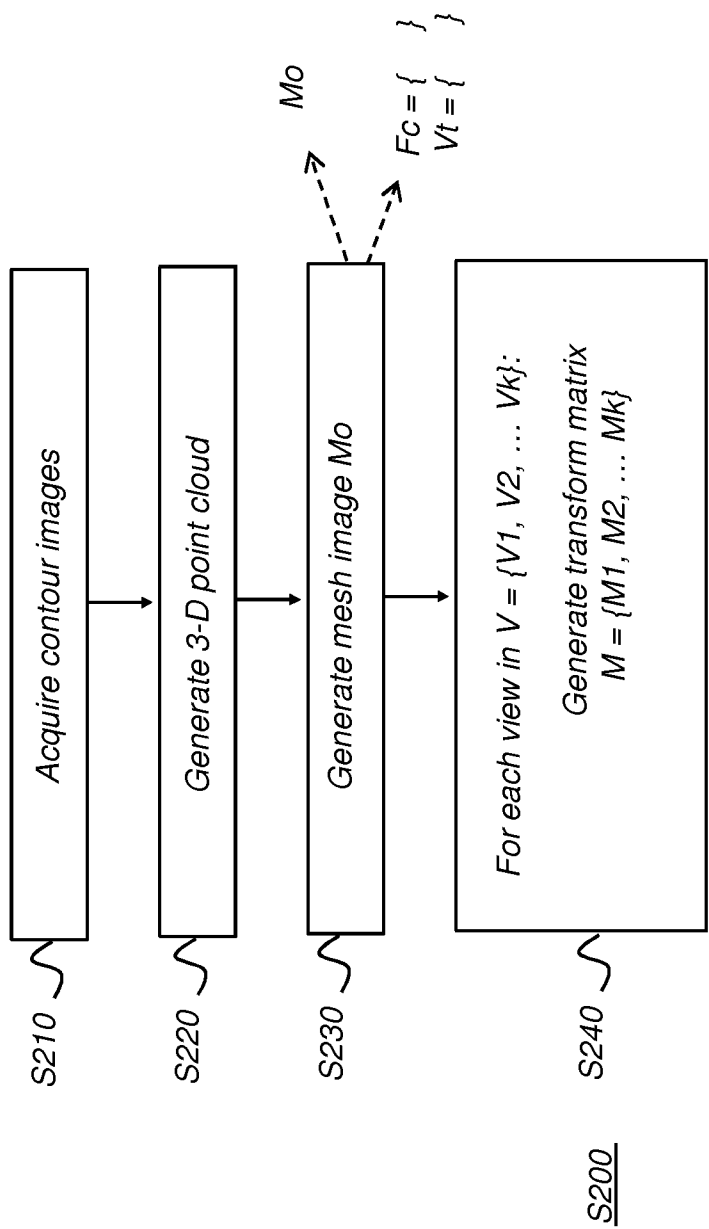 S210
Acquire contour images
S220
Generate 3-D point cloud
S230
Generate mesh image Mo
Mo
Fc = { }
Vt = { }
S240
For each view in V = {V1, V2, ... Vk}:
Generate transform matrix
M = {M1, M2, ... Mk}
S200